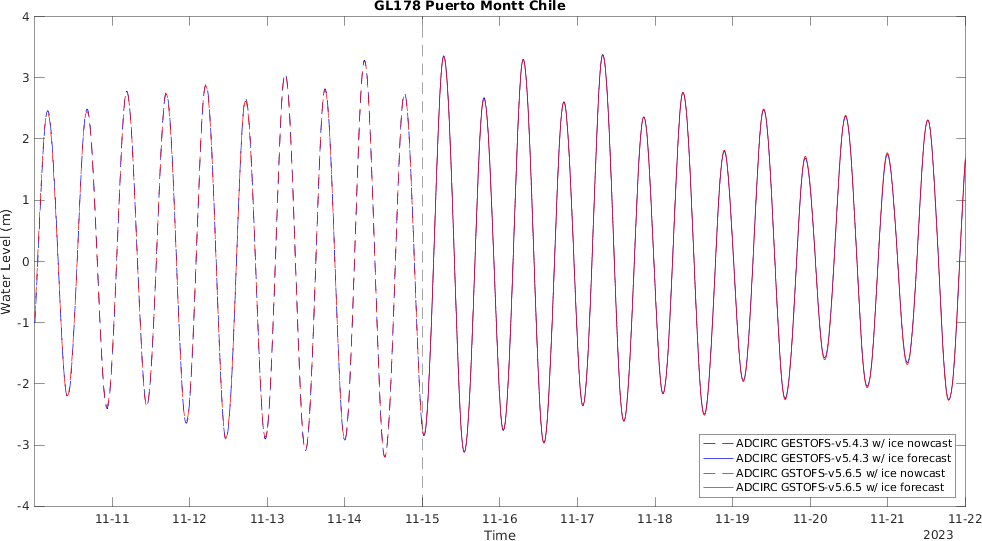 GL178 Puerto Montt Chile
4
3
2
1
0
-1
-2
-3
-4
Water Level (m)
ADCIRC GESTOFS-v5.4.3 w/ ice nowcast
ADCIRC GESTOFS-v5.4.3 w/ ice forecast
ADCIRC GSTOFS-v5.6.5 w/ ice nowcast
ADCIRC GSTOFS-v5.6.5 w/ ice forecast
11-11 11-12 11-13 11-14 11-15 11-16 11-17 11-18 11-19 11-20 11-21 11-22
Time
2023